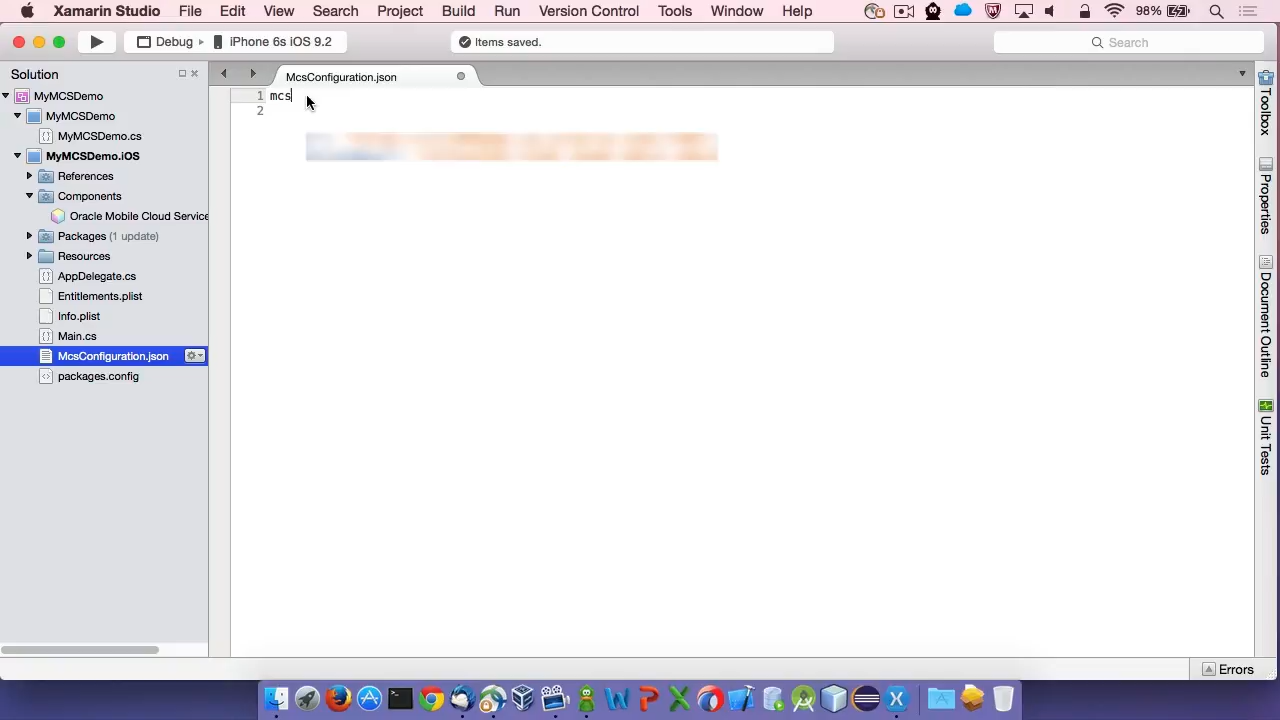 Xamarin Studio File Edit View Search Project Build Run Version Control Tools Window Help 98%
Debug iPhone 6s iOS 9.2 Items saved. Search
Solution
McsConfiguration.json
MyMCSDemo
MyMCSDemo
MyMCSDemo.cs
MyMCSDemo.iOS
References
Components
Oracle Mobile Cloud Service
Packages (1 update)
Resources
AppDelegate.cs
Entitlements.plist
Info.plist
Main.cs
McsConfiguration.json
packages.config
1 mcs
2
Toolbox
Properties
Document Outline
Unit Tests
Errors